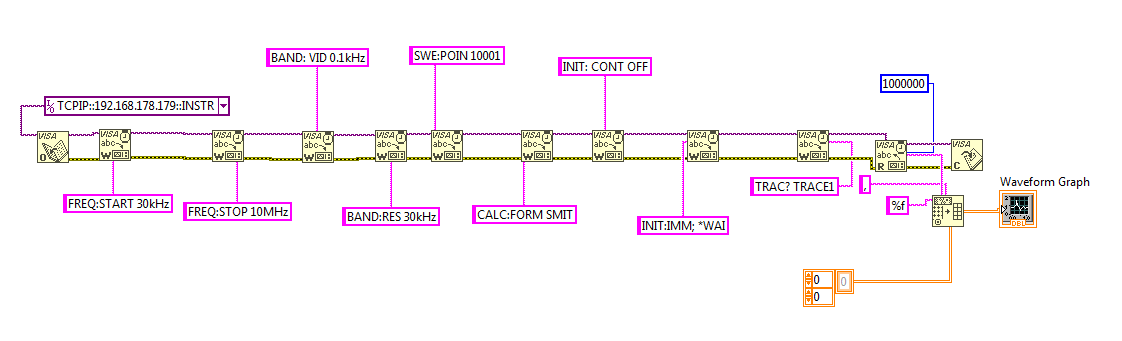 BAND: VID 0.1kHz
SWE:POIN 10001
INIT: CONT OFF
1000000
I/O TCPIP::192.168.178.179::INSTR
VISA
O
VISA
abc
W
VISA
abc
W
VISA
abc
W
VISA
abc
W
VISA
abc
W
VISA
abc
W
VISA
abc
W
VISA
abc
W
VISA
abc
W
VISA
abc
R
VISA
C
FREQ:START 30kHz
FREQ:STOP 10MHz
BAND:RES 30kHz
CALC:FORM SMIT
INIT:IMM; *WAI
TRAC? TRACE1
,
%f
Waveform Graph
DBL
0
0
0